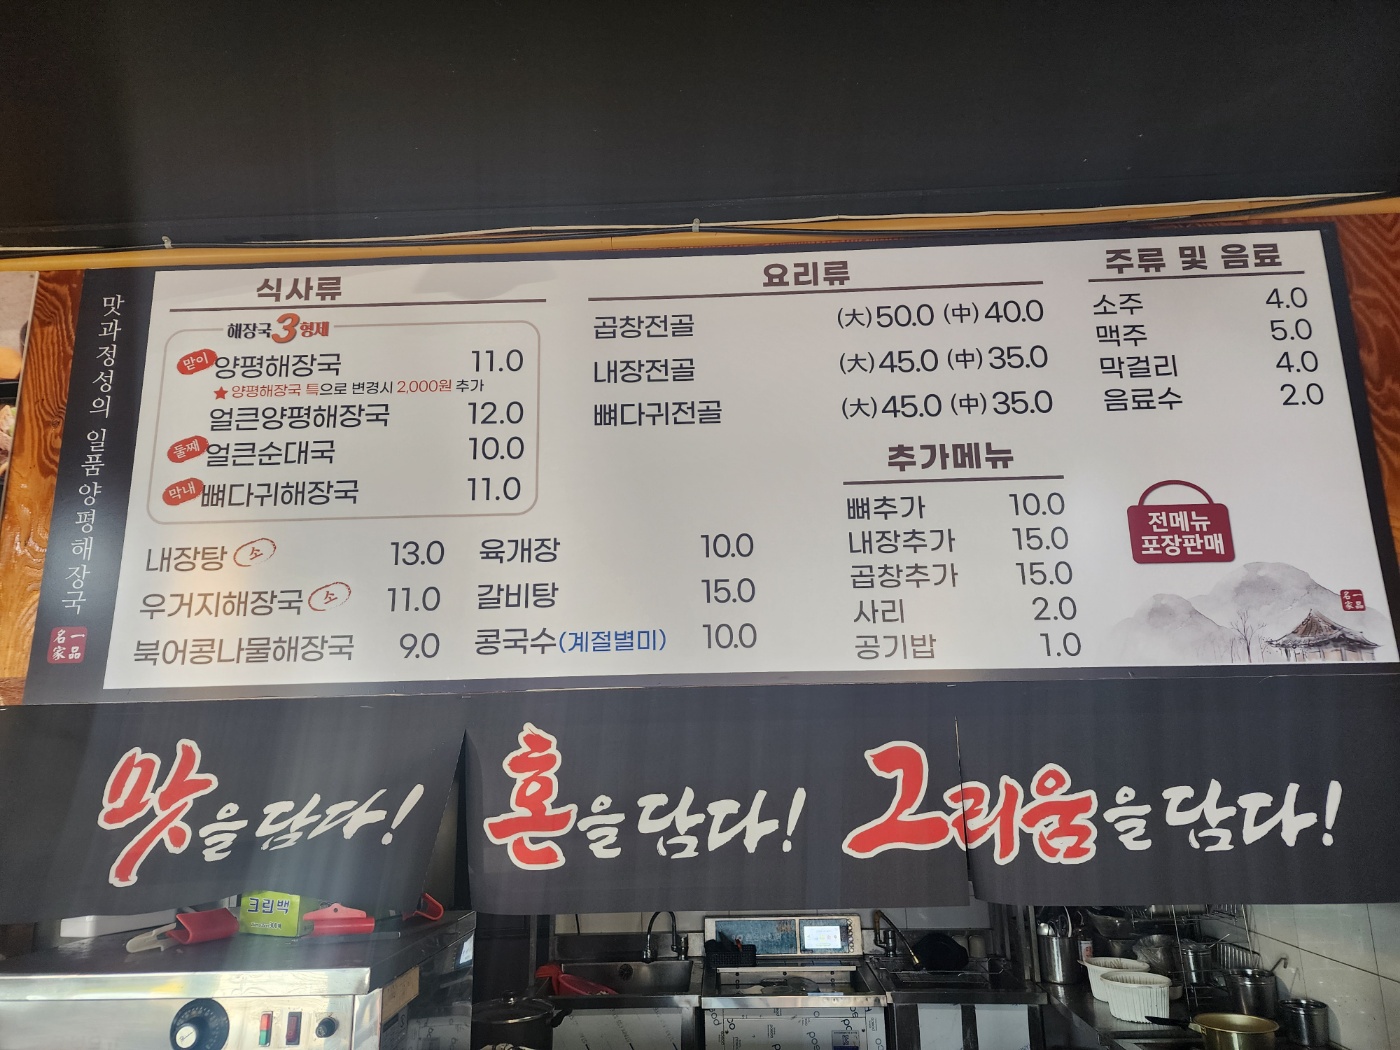 맛과정성의 일품양평해장국
名一
家品
식사류
해장국3형제
맏이 양평해장국 11.0
★양평해장국 특으로 변경시 2,000원 추가
얼큰양평해장국 12.0
둘째 얼큰순대국 10.0
막내 뼈다귀해장국 11.0
내장탕 소 13.0
우거지해장국 소 11.0
북어콩나물해장국 9.0
육개장 10.0
갈비탕 15.0
콩국수(계절별미) 10.0
요리류
곱창전골 (大)50.0 (中)40.0
내장전골 (大)45.0 (中)35.0
뼈다귀전골 (大)45.0 (中)35.0
추가메뉴
뼈추가 10.0
내장추가 15.0
곱창추가 15.0
사리 2.0
공기밥 1.0
주류 및 음료
소주 4.0
맥주 5.0
막걸리 4.0
음료수 2.0
전메뉴
포장판매
名一
家品
맛을 담다!
혼을 담다!
그리움을 담다!
크린백